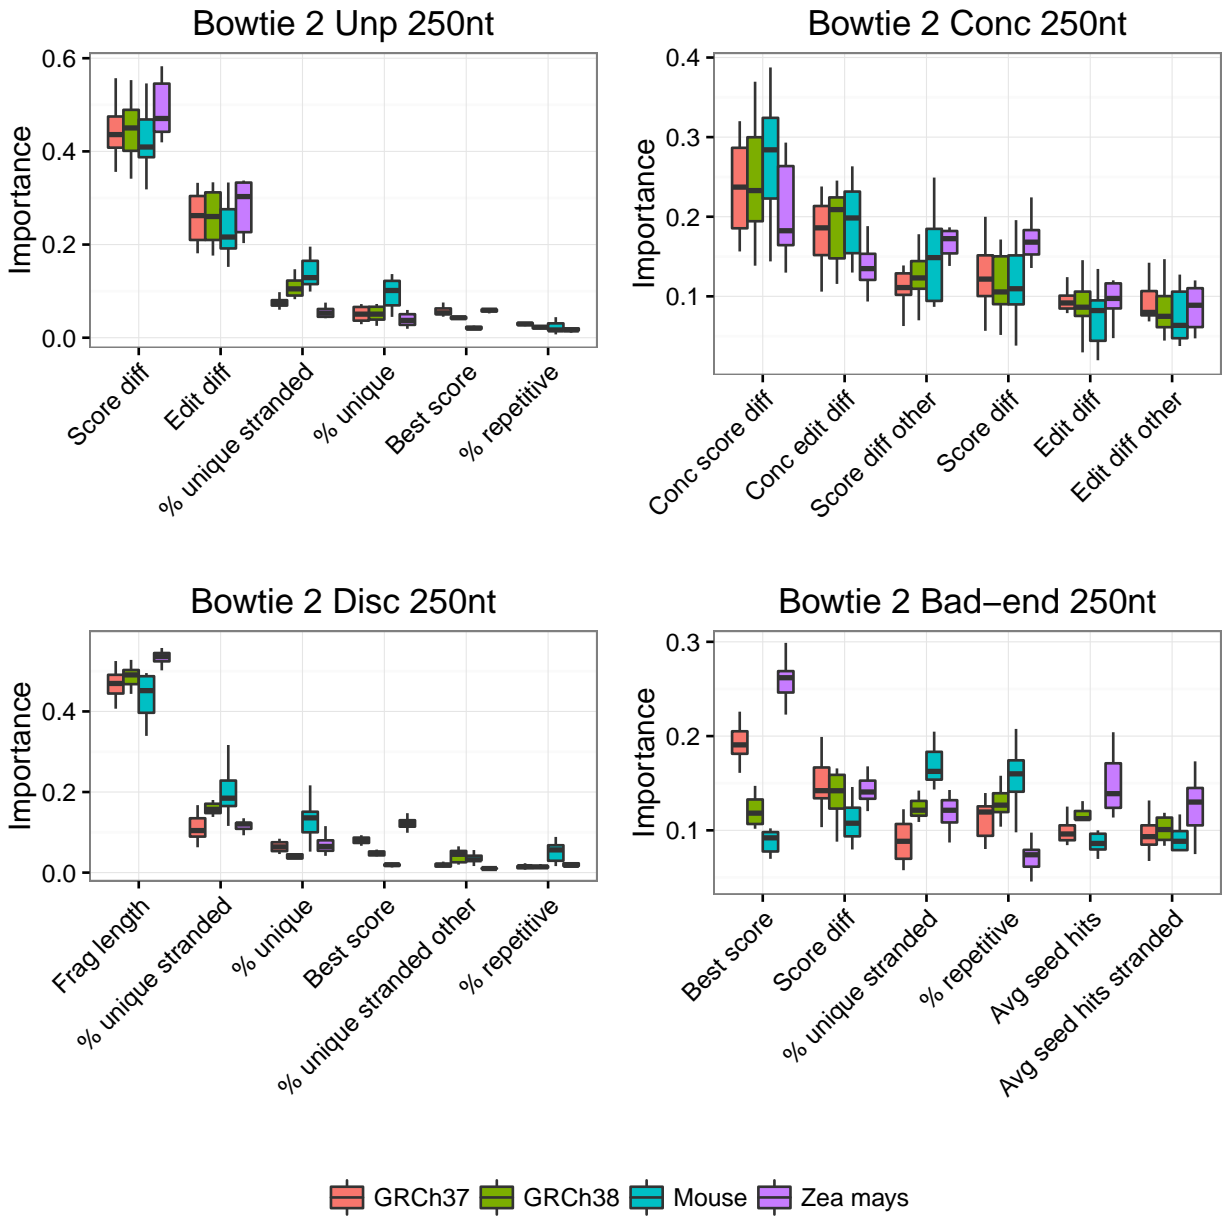 Bowtie 2 Unp 250nt
Importance
0.6
0.4
0.2
0.0
Score diff
Edit diff
% unique stranded
% unique
Best score
% repetitive
Bowtie 2 Conc 250nt
Importance
0.4
0.3
0.2
0.1
Conc score diff
Conc edit diff
Score diff other
Score diff
Edit diff
Edit diff other
Bowtie 2 Disc 250nt
Importance
0.4
0.2
0.0
Frag length
% unique stranded
% unique
Best score
% unique stranded other
% repetitive
Bowtie 2 Bad−end 250nt
Importance
0.3
0.2
0.1
Best score
Score diff
% unique stranded
% repetitive
Avg seed hits
Avg seed hits stranded
GRCh37 GRCh38 Mouse Zea mays